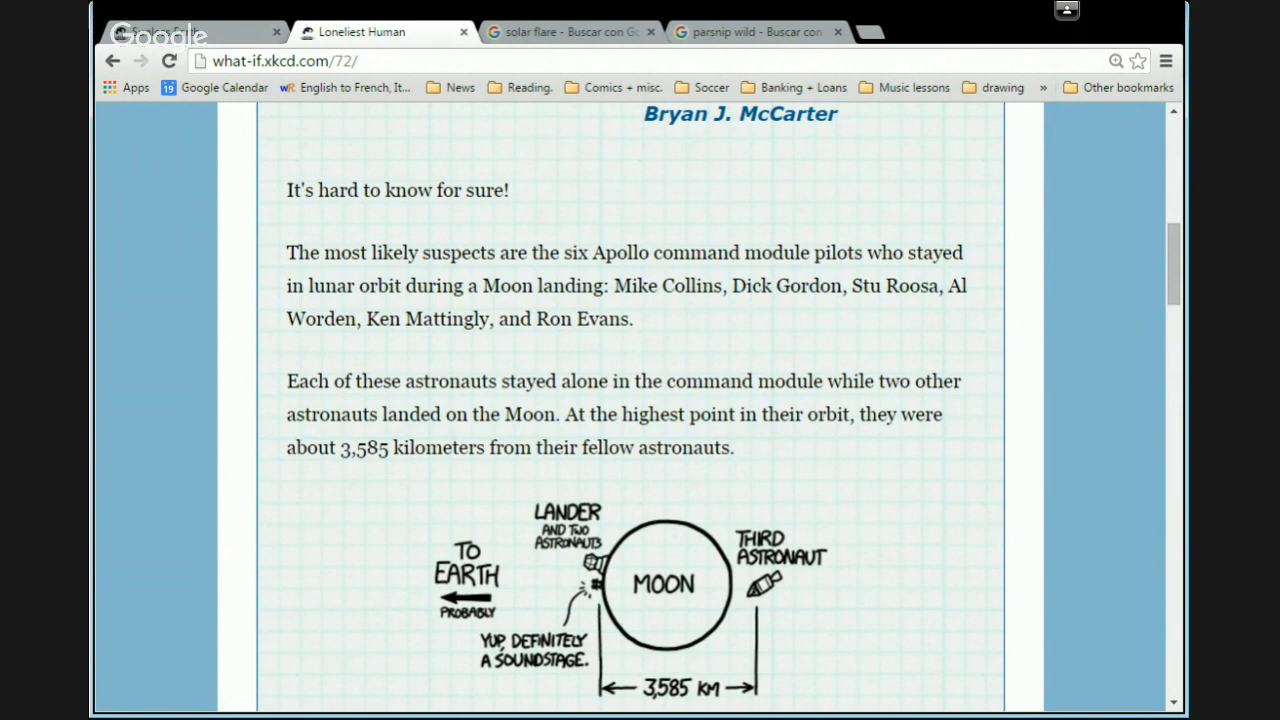 Google
Loneliest Human
solar flare - Buscar con Go
parsnip wild - Buscar con
what-if.xkcd.com/72/
Apps
19
Google Calendar
WR
English to French, It...
News
Reading.
Comics + misc.
Soccer
Banking + Loans
Music lessons
drawing
»
Other bookmarks
Bryan J. McCarter
It's hard to know for sure!
The most likely suspects are the six Apollo command module pilots who stayed
in lunar orbit during a Moon landing: Mike Collins, Dick Gordon, Stu Roosa, Al
Worden, Ken Mattingly, and Ron Evans.
Each of these astronauts stayed alone in the command module while two other
astronauts landed on the Moon. At the highest point in their orbit, they were
about 3,585 kilometers from their fellow astronauts.
LANDER
AND TWO
ASTRONAUTS
TO
EARTH
PROBABLY
MOON
THIRD
ASTRONAUT
YUP, DEFINITELY
A SOUNDSTAGE.
3,585 KM